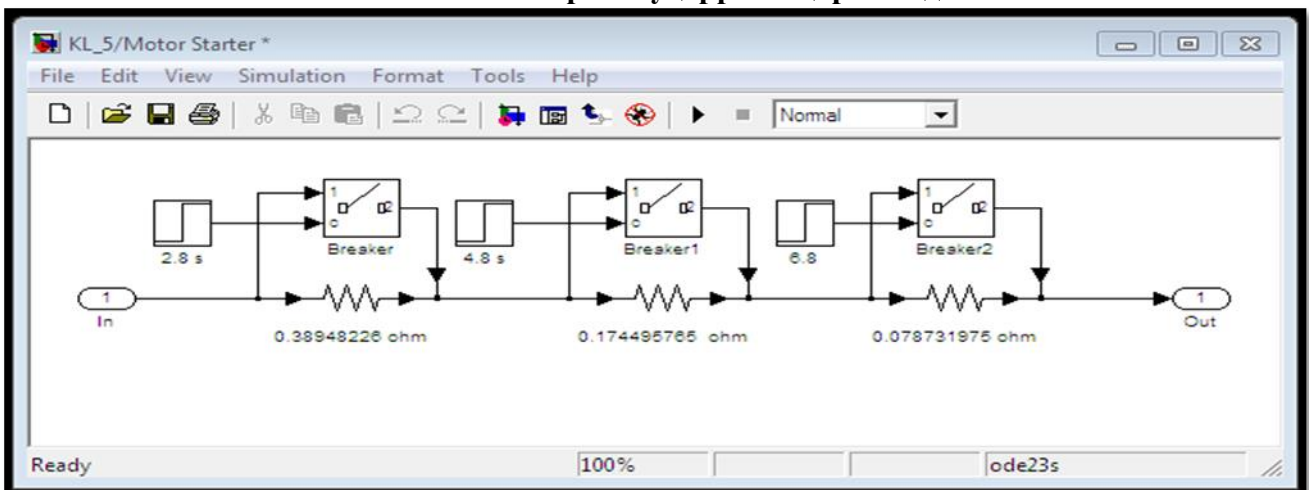 KL_5/Motor Starter *
File Edit View Simulation Format Tools Help
Normal
1 2 c
Breaker
2.8 s
1 2 c
Breaker1
4.8 s
1 2 c
Breaker2
6.8
1
In
1
Out
0.38948226 ohm
0.174495765 ohm
0.078731975 ohm
Ready 100% ode23s